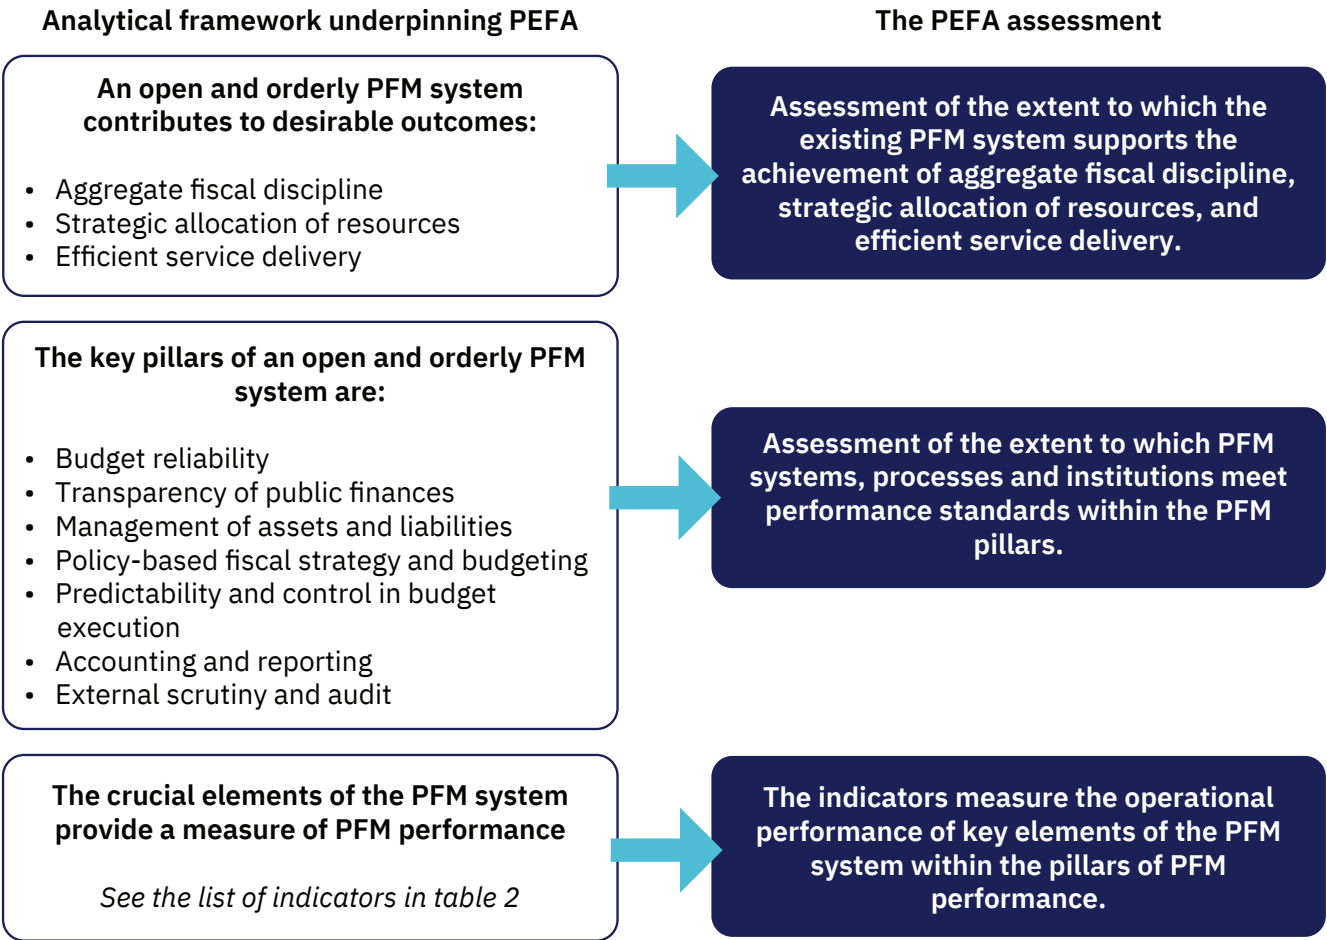 Analytical framework underpinning PEFA
The PEFA assessment
An open and orderly PFM system
contributes to desirable outcomes:
• Aggregate fiscal discipline
• Strategic allocation of resources
• Efficient service delivery
Assessment of the extent to which the
existing PFM system supports the
achievement of aggregate fiscal discipline,
strategic allocation of resources, and
efficient service delivery.
The key pillars of an open and orderly PFM
system are:
• Budget reliability
• Transparency of public finances
• Management of assets and liabilities
• Policy-based fiscal strategy and budgeting
• Predictability and control in budget
execution
• Accounting and reporting
• External scrutiny and audit
Assessment of the extent to which PFM
systems, processes and institutions meet
performance standards within the PFM
pillars.
The crucial elements of the PFM system
provide a measure of PFM performance
See the list of indicators in table 2
The indicators measure the operational
performance of key elements of the PFM
system within the pillars of PFM
performance.